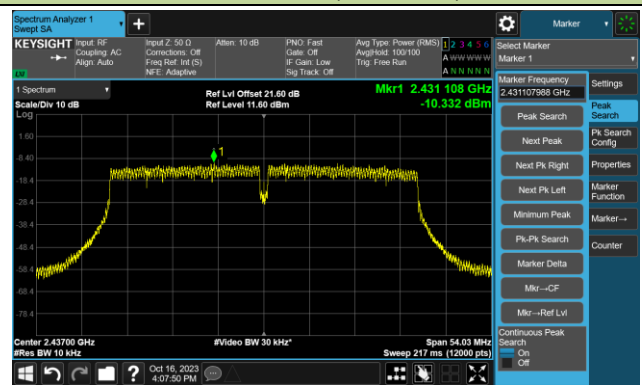 Spectrum Analyzer 1
Swept SA
Marker
KEYSIGHT
Input: RF
Coupling: AC
Align: Auto
Input Z: 50 Ω
Corrections: Off
Freq Ref: Int (S)
NFE: Adaptive
Atten: 10 dB
PNO: Fast
Gate: Off
IF Gain: Low
Sig Track: Off
Avg Type: Power (RMS)
Avg|Hold: 100/100
Trig: Free Run
1 2 3 4 5 6
A W W W W W
A N N N N N
LXI
Select Marker
Marker 1
1 Spectrum
Scale/Div 10 dB
Log
Ref Lvl Offset 21.60 dB
Ref Level 11.60 dBm
Mkr1 2.431 108 GHz
-10.332 dBm
1
1.60
-8.40
-18.4
-28.4
-38.4
-48.4
-58.4
-68.4
-78.4
Center 2.43700 GHz
#Res BW 10 kHz
#Video BW 30 kHz*
Span 54.03 MHz
Sweep 217 ms (12000 pts)
Marker Frequency
2.431107988 GHz
Peak Search
Next Peak
Next Pk Right
Next Pk Left
Minimum Peak
Pk-Pk Search
Marker Delta
Mkr→CF
Mkr→Ref Lvl
Continuous Peak
Search
On
Off
Settings
Peak
Search
Pk Search
Config
Properties
Marker
Function
Marker→
Counter
?
Oct 16, 2023
4:07:50 PM